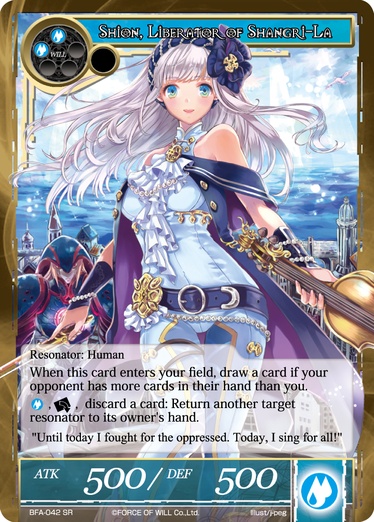 Shion, Liberator of Shangri-La
WILL
Resonator: Human
When this card enters your field, draw a card if your
opponent has more cards in their hand than you.
, , discard a card: Return another target
resonator to its owner's hand.
"Until today I fought for the oppressed. Today, I sing for all!"
ATK 500 / DEF 500
BFA-042 SR ©FORCE OF WILL Co.,Ltd. Illust/j-peg